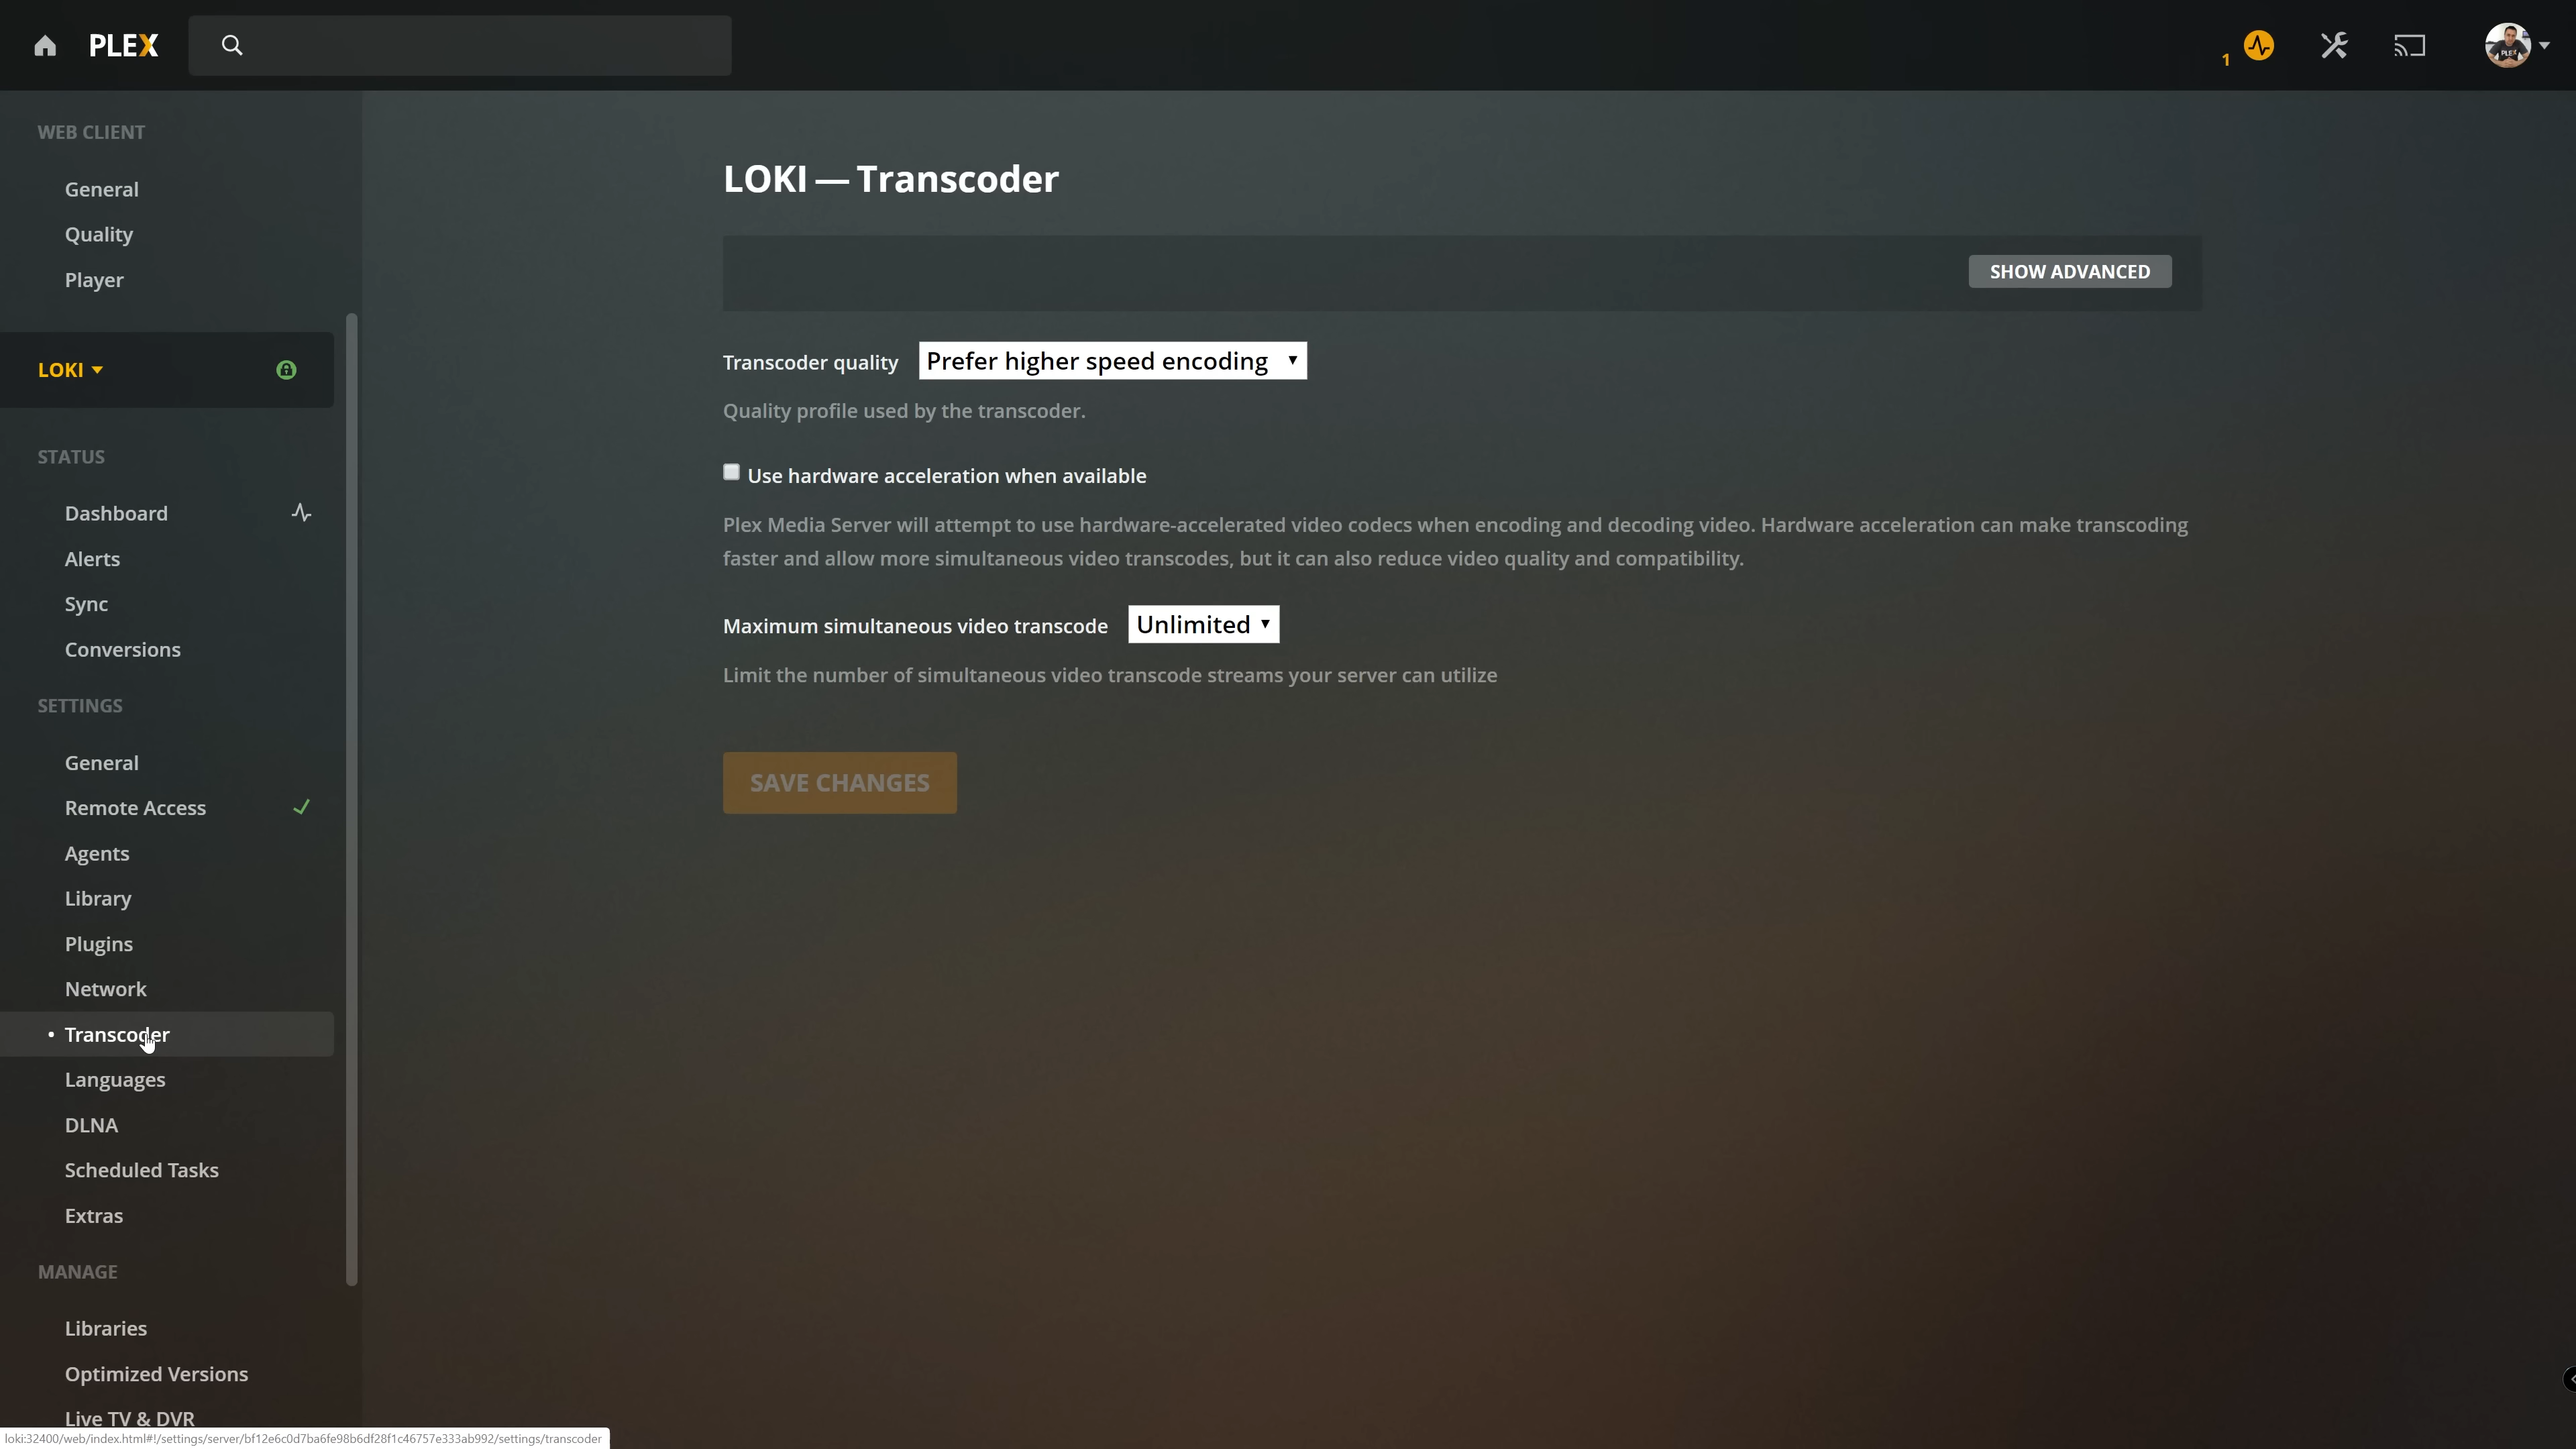 PLEX
1
WEB CLIENT
General
Quality
Player
LOKI
STATUS
Dashboard
Alerts
Sync
Conversions
SETTINGS
General
Remote Access
Agents
Library
Plugins
Network
• Transcoder
Languages
DLNA
Scheduled Tasks
Extras
MANAGE
Libraries
Optimized Versions
Live TV & DVR
LOKI — Transcoder
SHOW ADVANCED
Transcoder quality Prefer higher speed encoding
Quality profile used by the transcoder.
Use hardware acceleration when available
Plex Media Server will attempt to use hardware-accelerated video codecs when encoding and decoding video. Hardware acceleration can make transcoding
faster and allow more simultaneous video transcodes, but it can also reduce video quality and compatibility.
Maximum simultaneous video transcode Unlimited
Limit the number of simultaneous video transcode streams your server can utilize
SAVE CHANGES
loki:32400/web/index.html#!/settings/server/bf12e6c0d7ba6fe98b6df28f1c46757e333ab992/settings/transcoder